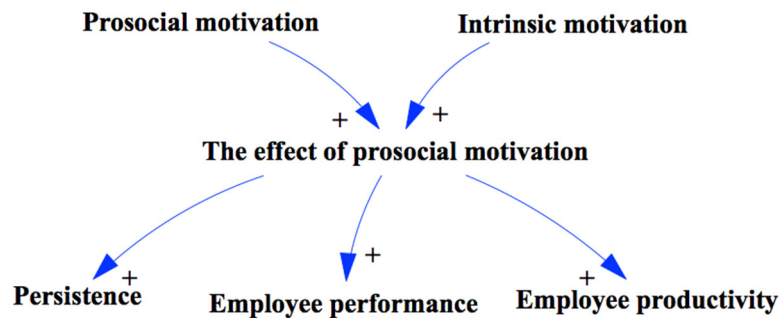 Prosocial motivation
Intrinsic motivation
+
+
The effect of prosocial motivation
+
+
+
Persistence
Employee performance
Employee productivity